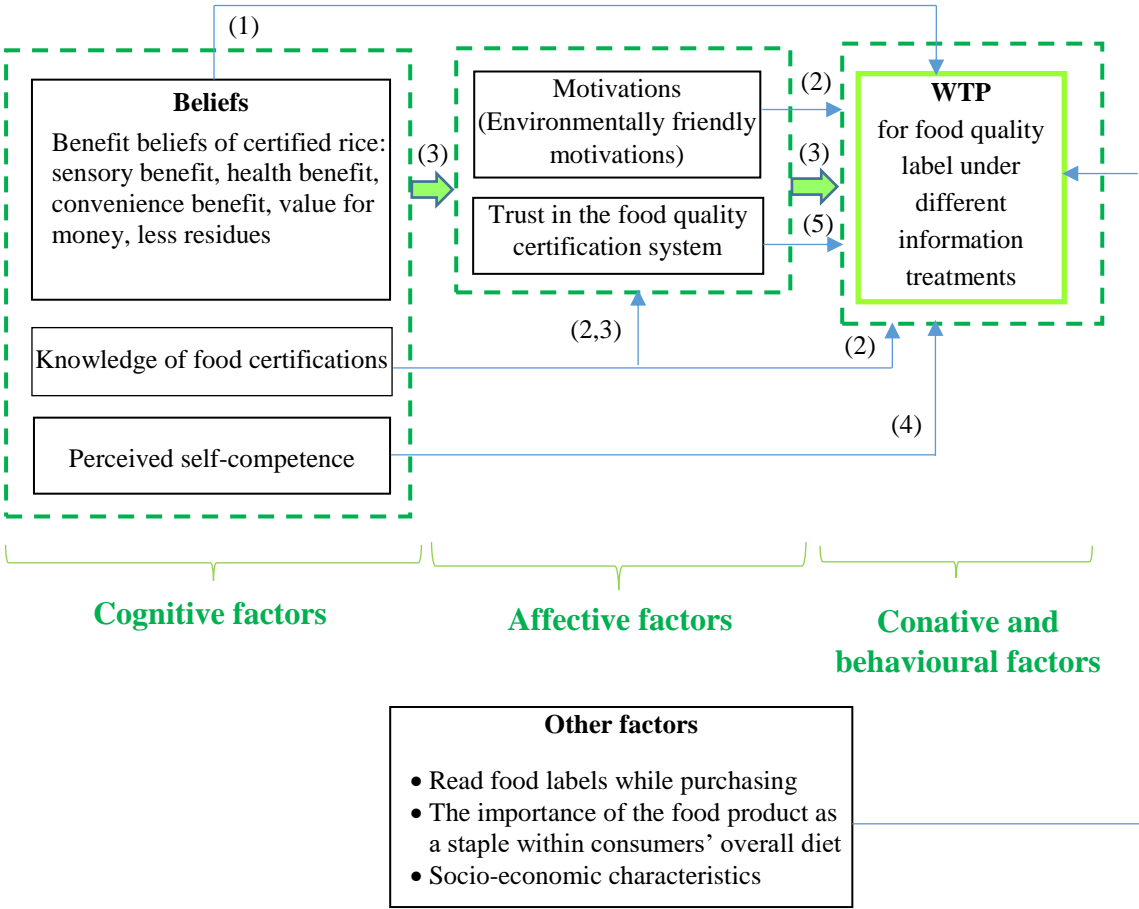 (1)
Beliefs
Benefit beliefs of certified rice:
sensory benefit, health benefit,
convenience benefit, value for
money, less residues
Knowledge of food certifications
Perceived self-competence
(3)
Motivations
(Environmentally friendly
motivations)
Trust in the food quality
certification system
(2,3)
(2)
(3)
(5)
(2)
(4)
WTP
for food quality
label under
different
information
treatments
Cognitive factors
Affective factors
Conative and
behavioural factors
Other factors
• Read food labels while purchasing
• The importance of the food product as
a staple within consumers’ overall diet
• Socio-economic characteristics